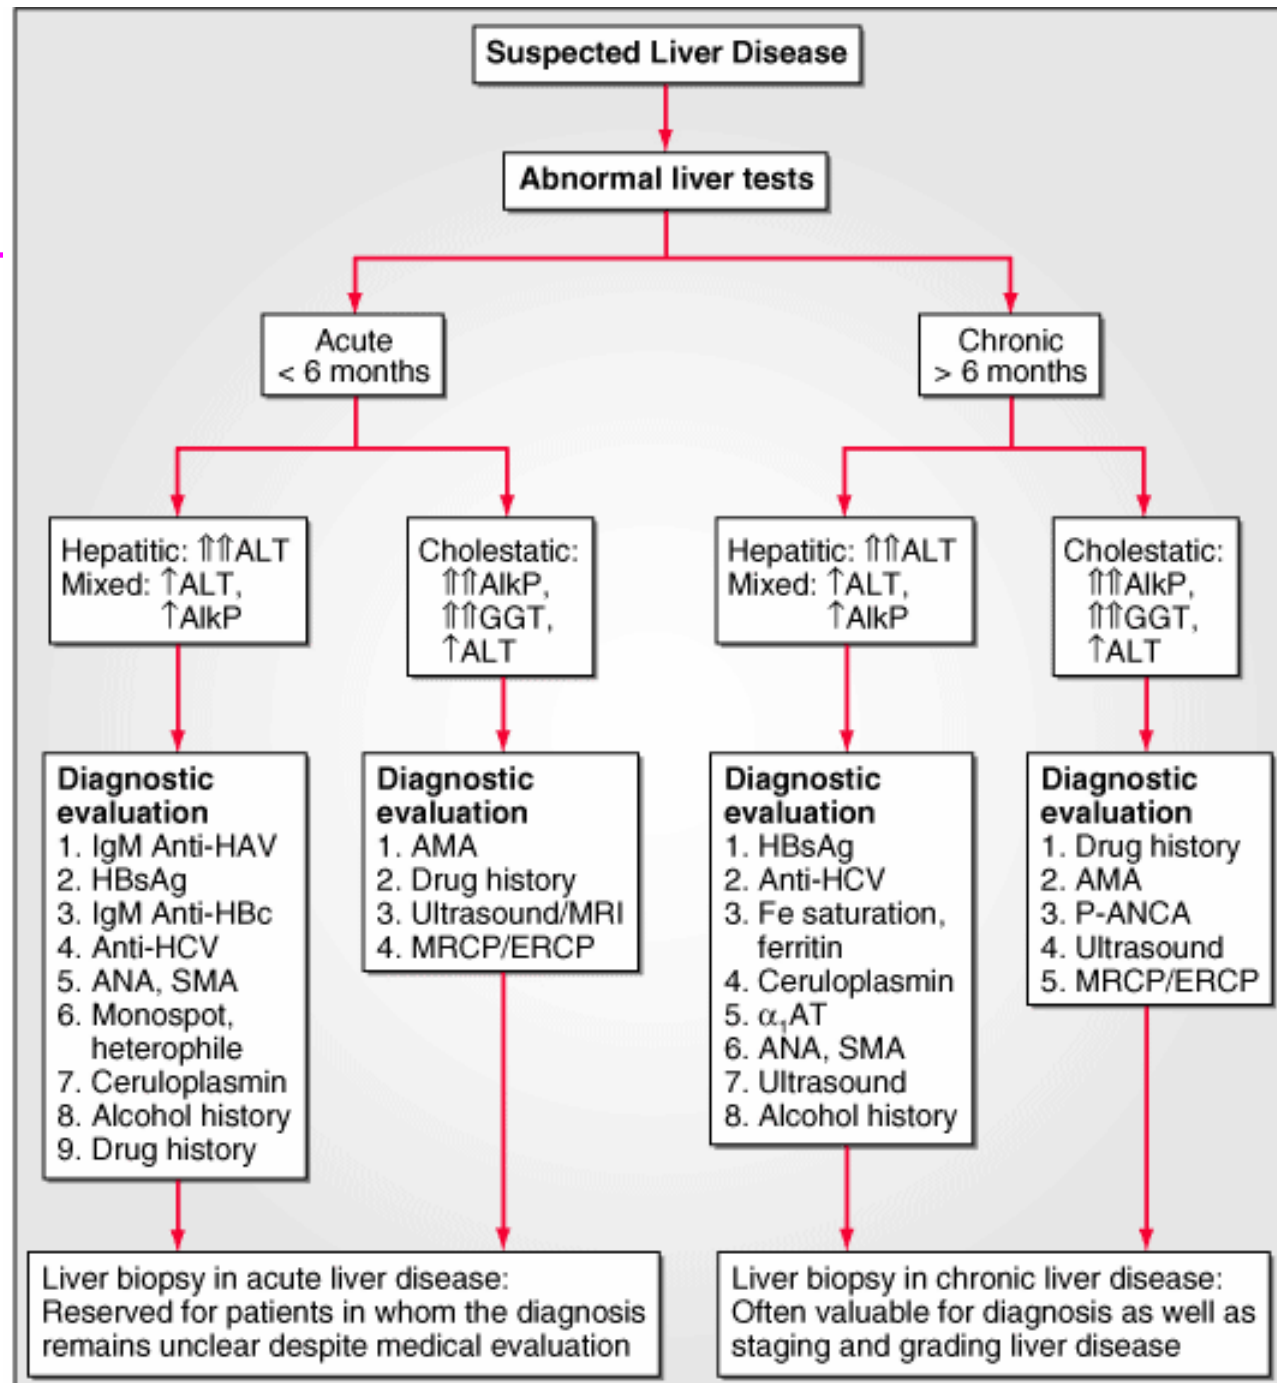 Suspected Liver Disease
Abnormal liver tests
Acute
< 6 months
Chronic
> 6 months
Hepatitic: ⇑⇑ALT
Mixed: ↑ALT,
↑AlkP
Cholestatic:
⇑⇑AlkP,
⇑⇑GGT,
↑ALT
Hepatitic: ⇑⇑ALT
Mixed: ↑ALT,
↑AlkP
Cholestatic:
⇑⇑AlkP,
⇑⇑GGT,
↑ALT
Diagnostic
evaluation
1. IgM Anti-HAV
2. HBsAg
3. IgM Anti-HBc
4. Anti-HCV
5. ANA, SMA
6. Monospot,
heterophile
7. Ceruloplasmin
8. Alcohol history
9. Drug history
Diagnostic
evaluation
1. AMA
2. Drug history
3. Ultrasound/MRI
4. MRCP/ERCP
Diagnostic
evaluation
1. HBsAg
2. Anti-HCV
3. Fe saturation,
ferritin
4. Ceruloplasmin
5. α₁AT
6. ANA, SMA
7. Ultrasound
8. Alcohol history
Diagnostic
evaluation
1. Drug history
2. AMA
3. P-ANCA
4. Ultrasound
5. MRCP/ERCP
Liver biopsy in acute liver disease:
Reserved for patients in whom the diagnosis
remains unclear despite medical evaluation
Liver biopsy in chronic liver disease:
Often valuable for diagnosis as well as
staging and grading liver disease